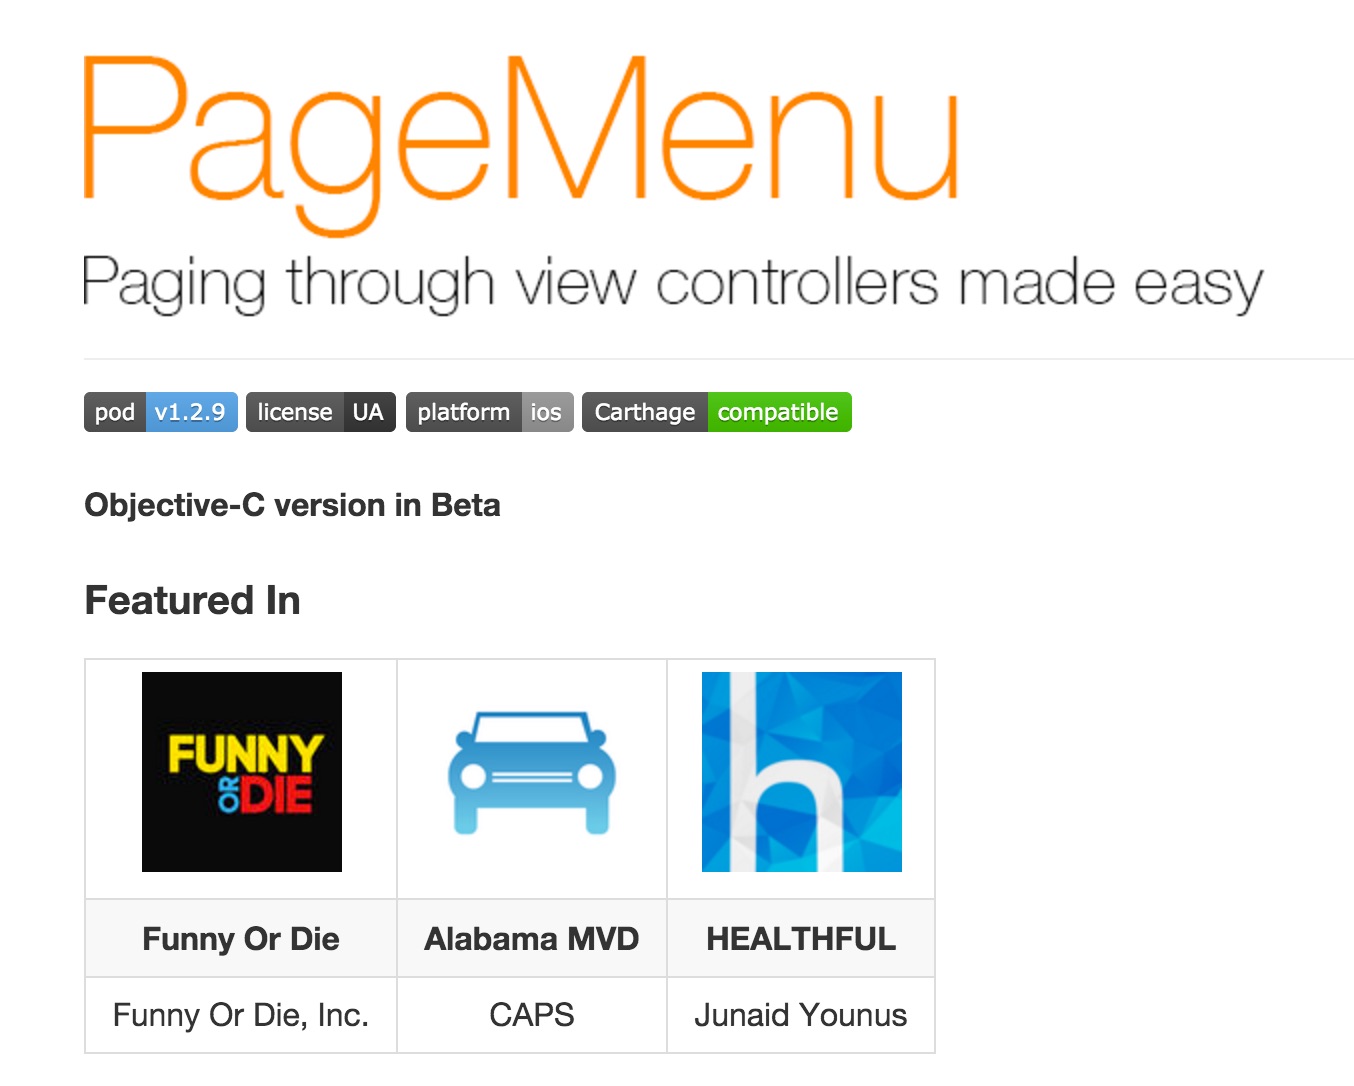 PageMenu
Paging through view controllers made easy
pod v1.2.9 license UA platform ios Carthage compatible
Objective-C version in Beta
Featured In
FUNNY
OR DIE
h
Funny Or Die Alabama MVD HEALTHFUL
Funny Or Die, Inc. CAPS Junaid Younus